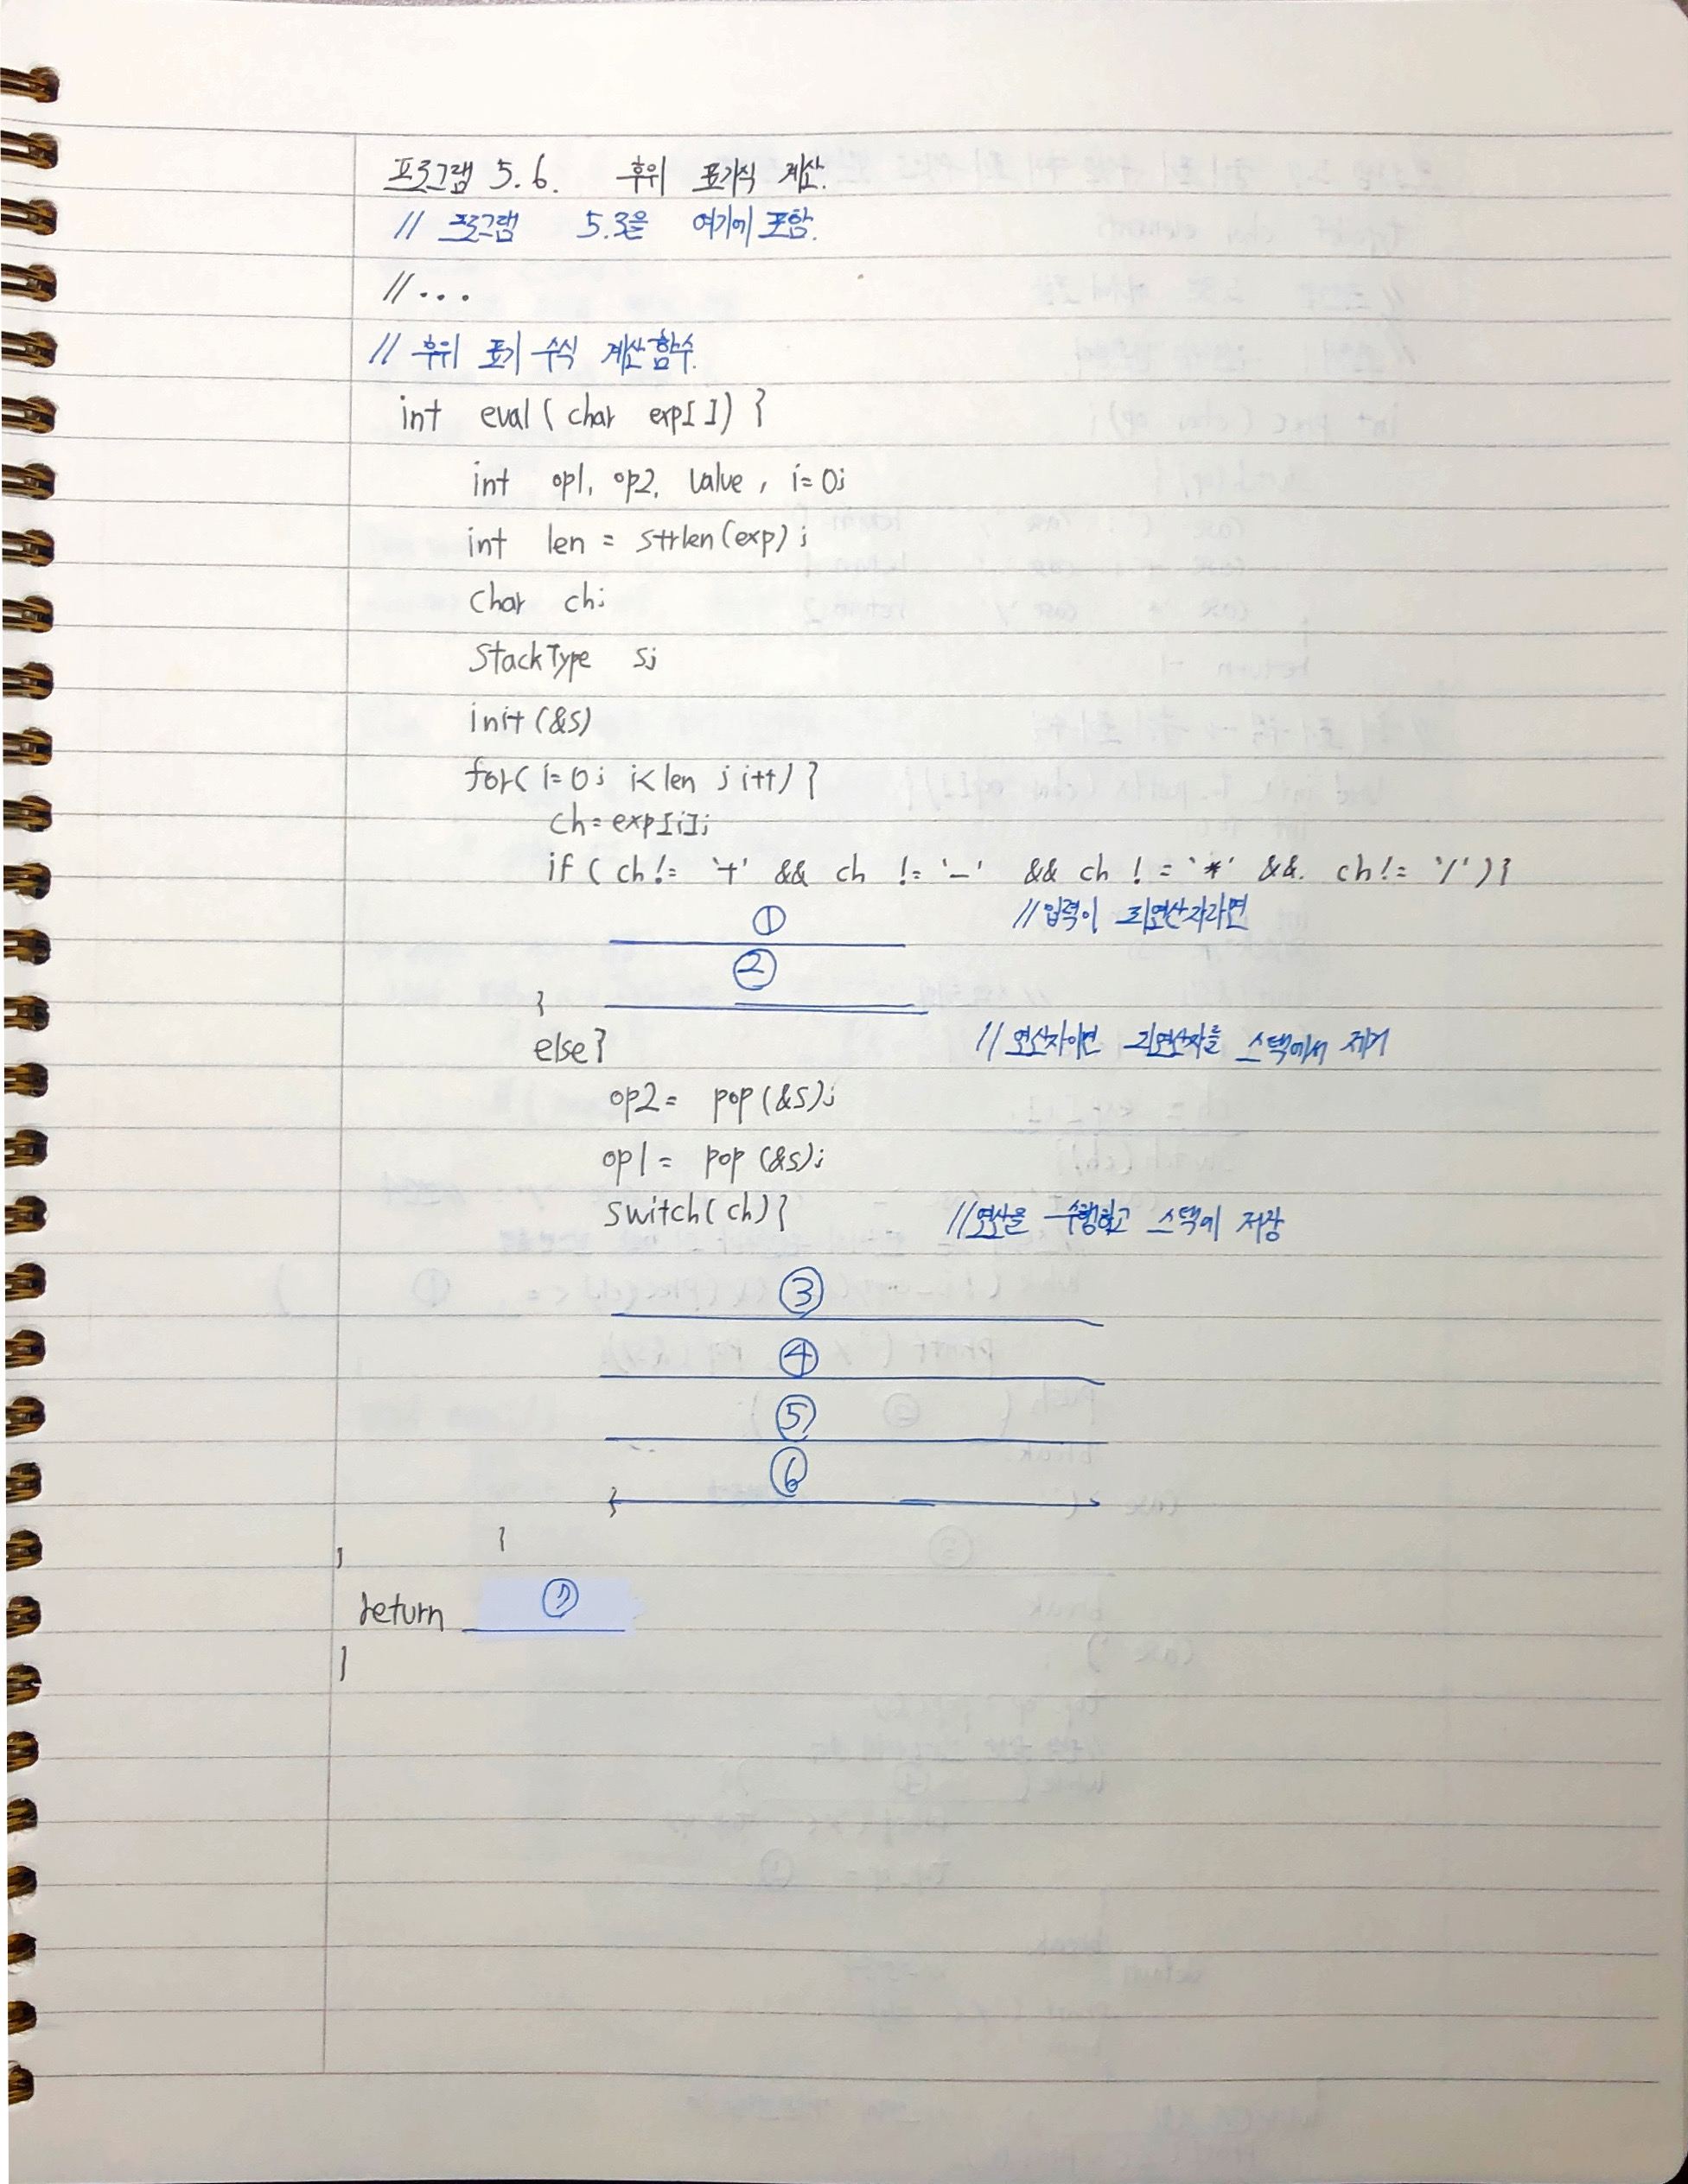 프로그램 5.6. 후위 표기식 계산.
// 프로그램 5.3을 여기에 포함.
//...
// 후위 표기 수식 계산함수.
int eval ( char exp[]) {
int op1, op2, value, i=0;
int len = strlen(exp);
char ch;
StackType s;
init(&s)
for( i=0; i<len ; i++) {
ch=exp[i];
if ( ch != '+' && ch != '-' && ch != '*' && ch != '/' ) {
① //입력이 피연산자라면
②
}
else { // 연산자이면 피연산자를 스택에서 제거
op2= pop(&s);
op1= pop(&s);
switch( ch) { //연산을 수행하고 스택에 저장
③
④
⑤
⑥
}
}
}
return ⑦
}